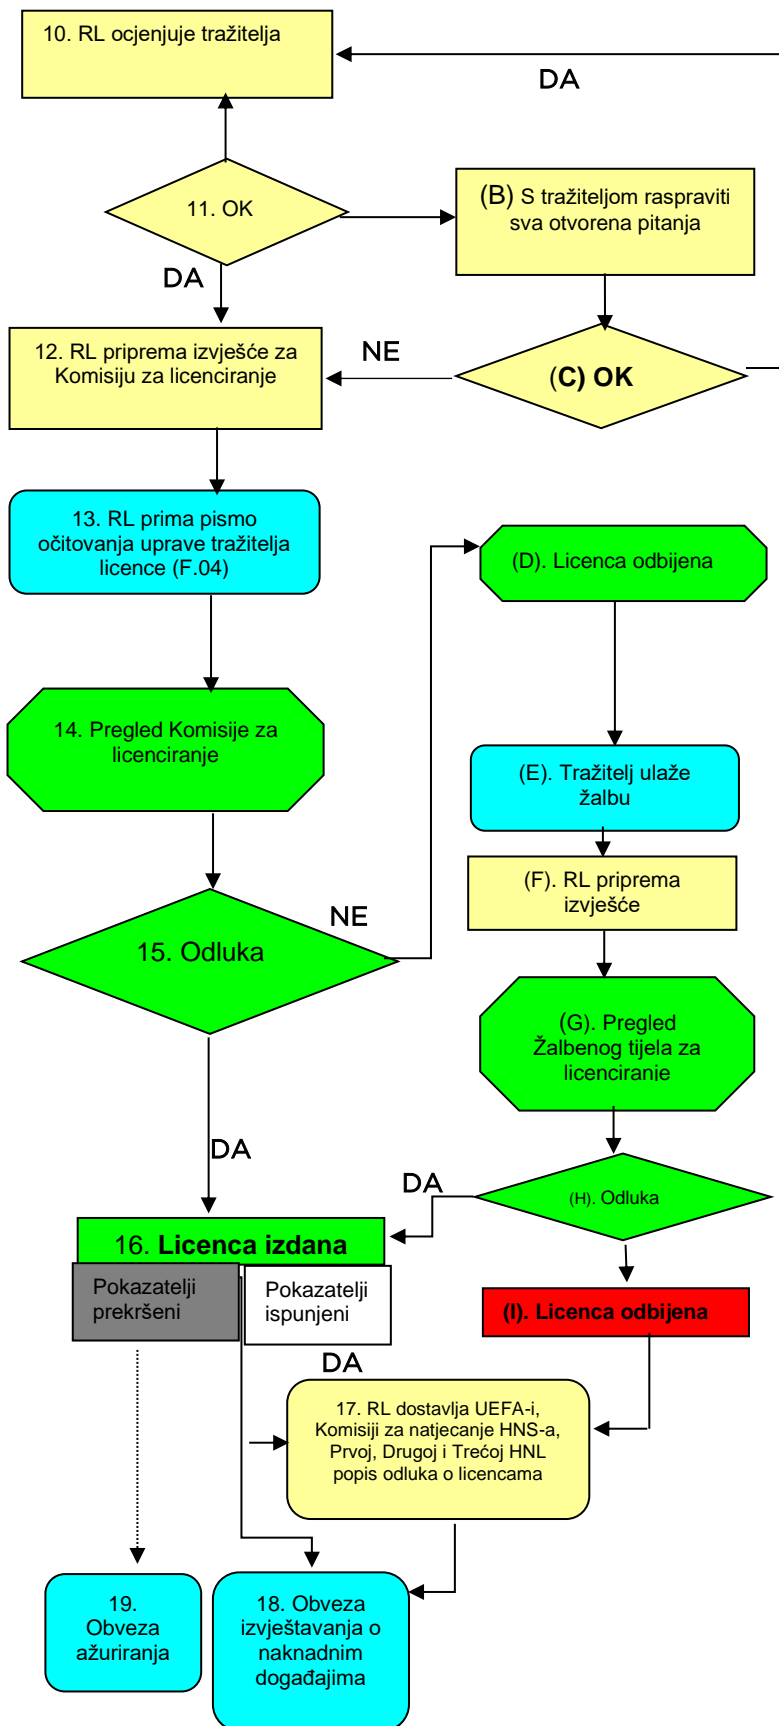 10. RL ocjenjuje tražitelja
DA
11. OK
(B) S tražiteljom raspraviti
sva otvorena pitanja
DA
12. RL priprema izvješće za
Komisiju za licenciranje
NE
(C) OK
13. RL prima pismo
očitovanja uprave tražitelja
licence (F.04)
(D). Licenca odbijena
14. Pregled Komisije za
licenciranje
(E). Tražitelj ulaže
žalbu
(F). RL priprema
izvješće
NE
15. Odluka
(G). Pregled
Žalbenog tijela za
licenciranje
DA
DA
(H). Odluka
16. Licenca izdana
Pokazatelji
prekršeni
Pokazatelji
ispunjeni
(I). Licenca odbijena
DA
17. RL dostavlja UEFA-i,
Komisiji za natjecanje HNS-a,
Prvoj, Drugoj i Trećoj HNL
popis odluka o licencama
19.
Obveza
ažuriranja
18. Obveza
izvještavanja o
naknadnim
događajima